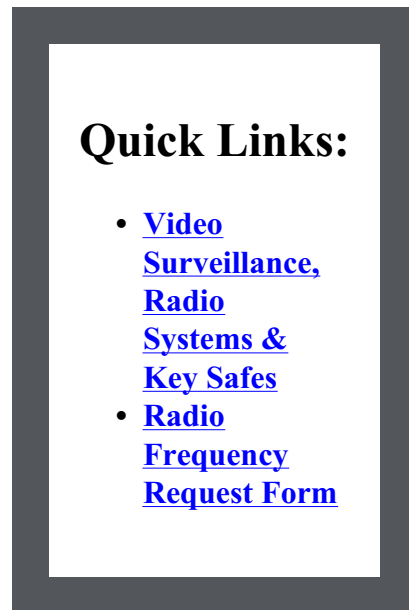 Quick Links:
• Video
Surveillance,
Radio
Systems &
Key Safes
• Radio
Frequency
Request Form